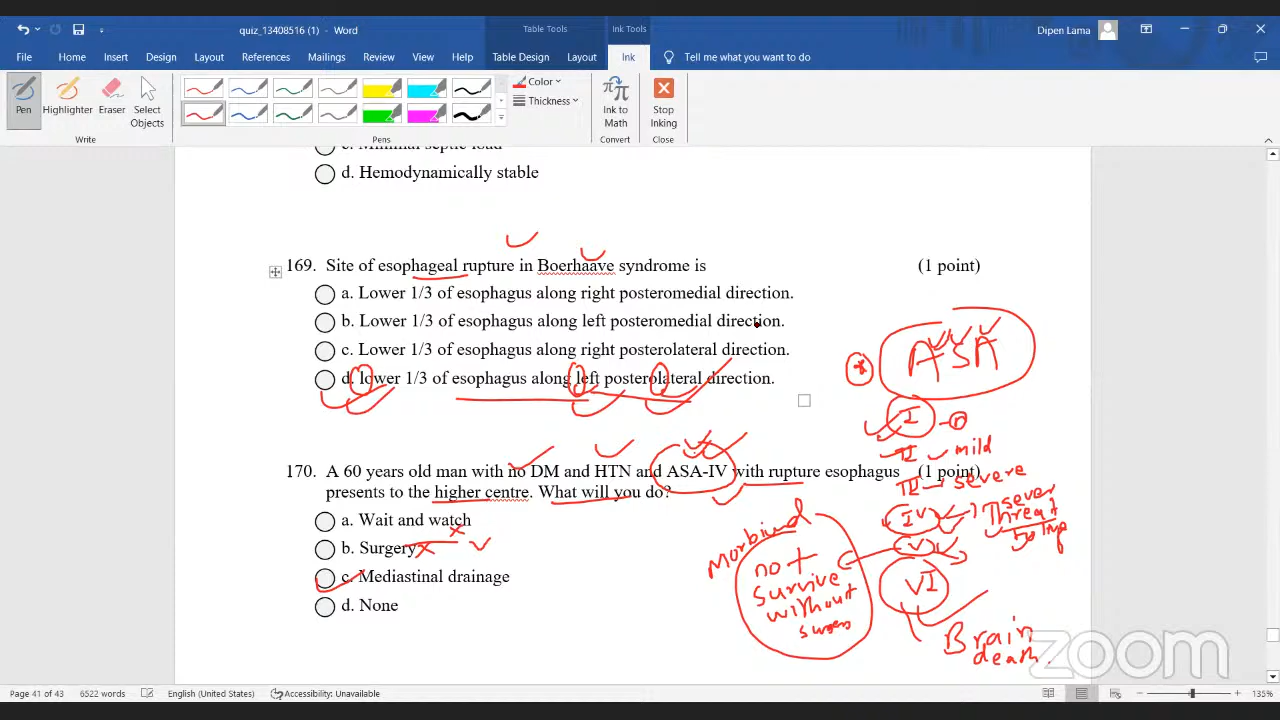 quiz_13408516 (1) - Word
Table Tools
Ink Tools
Dipen Lama
File Home Insert Design Layout References Mailings Review View Help Table Design Layout Ink Tell me what you want to do
Pen Highlighter Eraser Select Objects
Color
Thickness
Ink to Math
Stop Inking
Write Pens Convert Close
d. Hemodynamically stable
169. Site of esophageal rupture in Boerhaave syndrome is (1 point)
a. Lower 1/3 of esophagus along right posteromedial direction.
b. Lower 1/3 of esophagus along left posteromedial direction.
c. Lower 1/3 of esophagus along right posterolateral direction.
d. lower 1/3 of esophagus along left posterolateral direction.
ASA
I - n
II mild
III severe
IV sever
Threat
to life
V
VI
Brain
death
Morbiund
not
survive
without
170. A 60 years old man with no DM and HTN and ASA-IV with rupture esophagus (1 point)
presents to the higher centre. What will you do?
a. Wait and watch
b. Surgery
c. Mediastinal drainage
d. None
zoom
Page 41 of 43 6522 words English (United States) Accessibility: Unavailable 135%